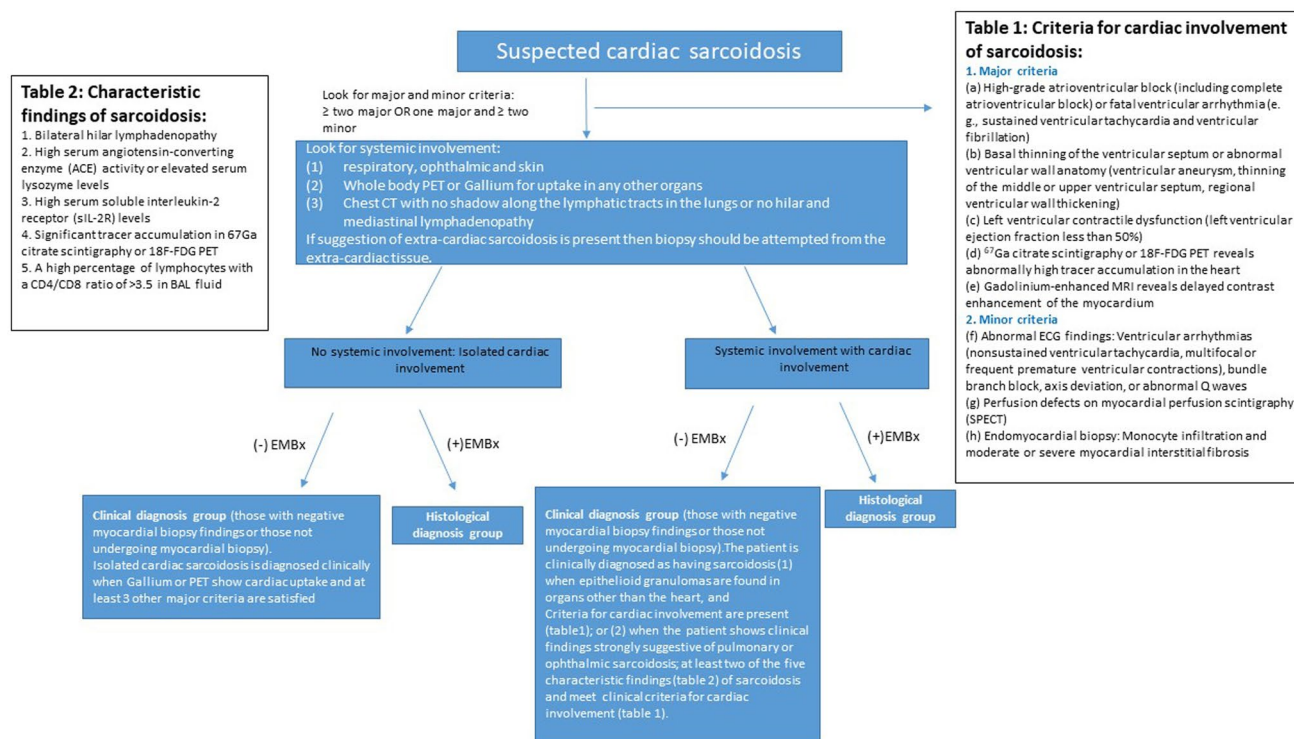 Suspected cardiac sarcoidosis
Table 2: Characteristic
findings of sarcoidosis:
1. Bilateral hilar lymphadenopathy
2. High serum angiotensin-converting
enzyme (ACE) activity or elevated serum
lysozyme levels
3. High serum soluble interleukin-2
receptor (sIL-2R) levels
4. Significant tracer accumulation in 67Ga
citrate scintigraphy or 18F-FDG PET
5. A high percentage of lymphocytes with
a CD4/CD8 ratio of >3.5 in BAL fluid
Look for major and minor criteria:
≥ two major OR one major and ≥ two
minor
Look for systemic involvement:
(1) respiratory, ophthalmic and skin
(2) Whole body PET or Gallium for uptake in any other organs
(3) Chest CT with no shadow along the lymphatic tracts in the lungs or no hilar and
mediastinal lymphadenopathy
If suggestion of extra-cardiac sarcoidosis is present then biopsy should be attempted from the
extra-cardiac tissue.
Table 1: Criteria for cardiac involvement
of sarcoidosis:
1. Major criteria
(a) High-grade atrioventricular block (including complete
atrioventricular block) or fatal ventricular arrhythmia (e.
g., sustained ventricular tachycardia and ventricular
fibrillation)
(b) Basal thinning of the ventricular septum or abnormal
ventricular wall anatomy (ventricular aneurysm, thinning
of the middle or upper ventricular septum, regional
ventricular wall thickening)
(c) Left ventricular contractile dysfunction (left ventricular
ejection fraction less than 50%)
(d) ⁶⁷Ga citrate scintigraphy or 18F-FDG PET reveals
abnormally high tracer accumulation in the heart
(e) Gadolinium-enhanced MRI reveals delayed contrast
enhancement of the myocardium
2. Minor criteria
(f) Abnormal ECG findings: Ventricular arrhythmias
(nonsustained ventricular tachycardia, multifocal or
frequent premature ventricular contractions), bundle
branch block, axis deviation, or abnormal Q waves
(g) Perfusion defects on myocardial perfusion scintigraphy
(SPECT)
(h) Endomyocardial biopsy: Monocyte infiltration and
moderate or severe myocardial interstitial fibrosis
No systemic involvement: Isolated cardiac
involvement
Systemic involvement with cardiac
involvement
(-) EMBx
(+)EMBx
(-) EMBx
(+)EMBx
Clinical diagnosis group (those with negative
myocardial biopsy findings or those not
undergoing myocardial biopsy).
Isolated cardiac sarcoidosis is diagnosed clinically
when Gallium or PET show cardiac uptake and at
least 3 other major criteria are satisfied
Histological
diagnosis group
Clinical diagnosis group (those with negative
myocardial biopsy findings or those not
undergoing myocardial biopsy).The patient is
clinically diagnosed as having sarcoidosis (1)
when epithelioid granulomas are found in
organs other than the heart, and
Criteria for cardiac involvement are present
(table1); or (2) when the patient shows clinical
findings strongly suggestive of pulmonary or
ophthalmic sarcoidosis; at least two of the five
characteristic findings (table 2) of sarcoidosis
and meet clinical criteria for cardiac
involvement (table 1).
Histological
diagnosis group